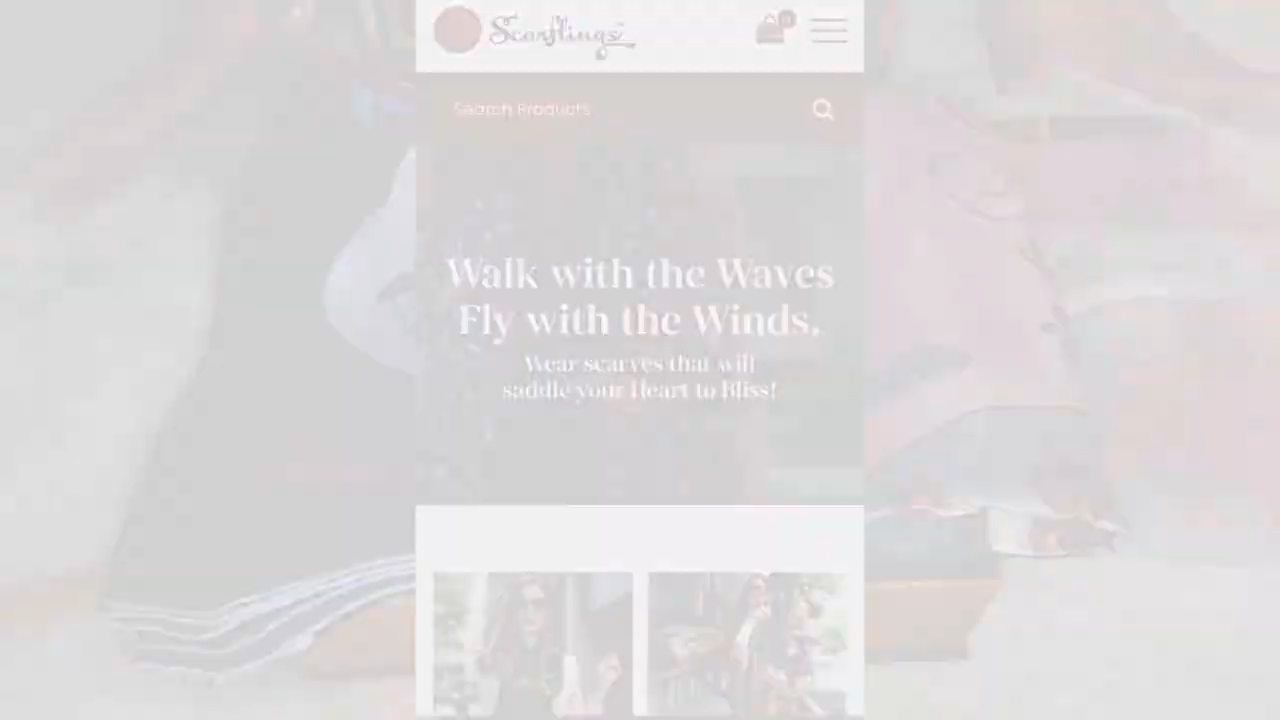 Scarflings
0
Search Products
Walk with the Waves
Fly with the Winds.
Wear scarves that will
saddle your Heart to Bliss!